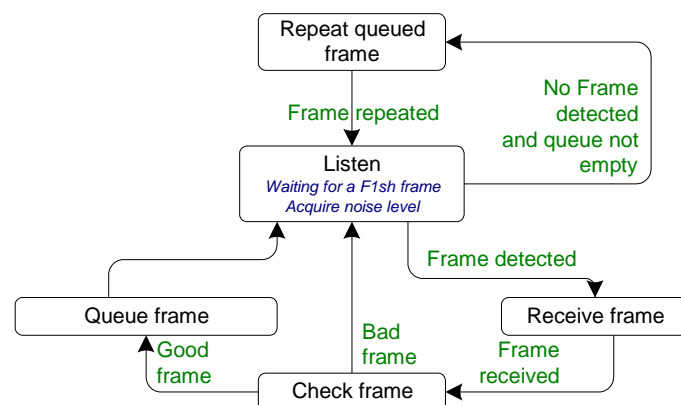 Repeat queued
frame
No Frame
detected
and queue not
empty
Frame repeated
Listen
Waiting for a F1sh frame
Acquire noise level
Frame detected
Queue frame
Receive frame
Good
frame
Bad
frame
Frame
received
Check frame